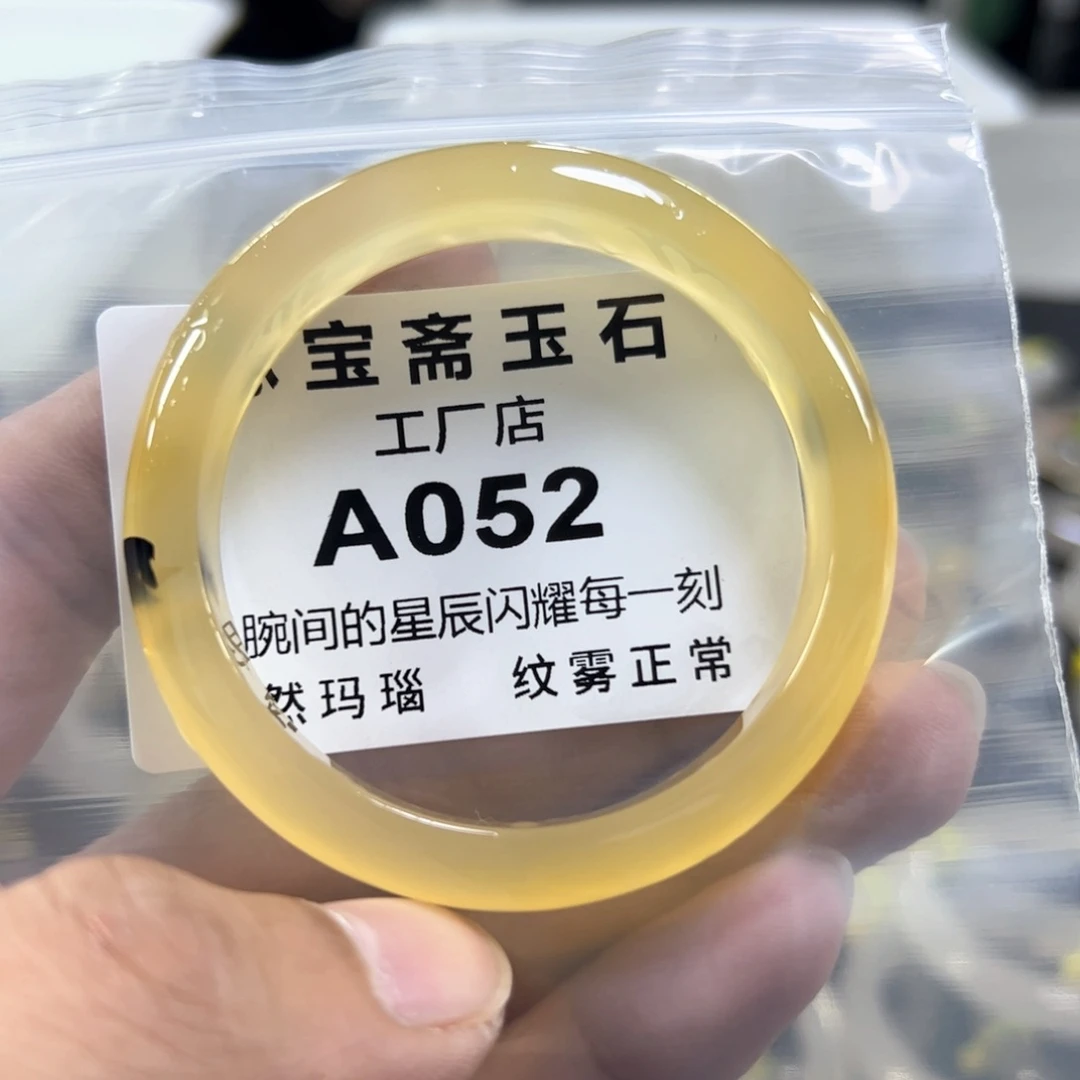 宝斋玉石
工厂店
A052
腕间的星辰闪耀每一刻
然玛瑙 纹雾正常